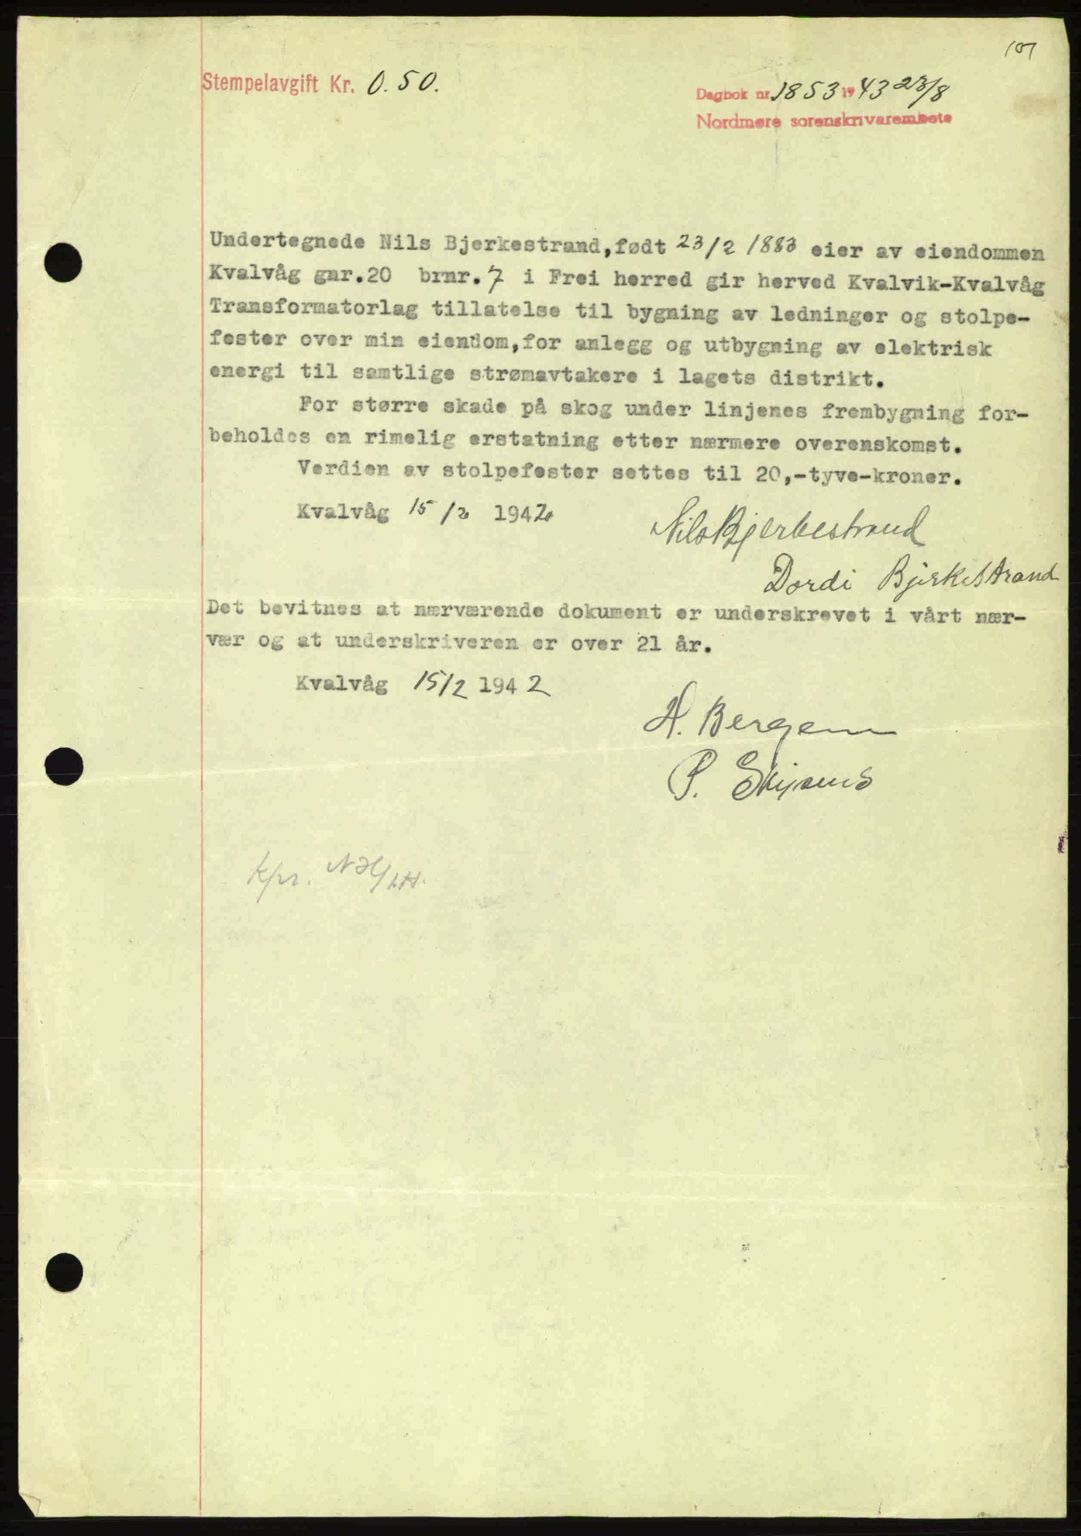 107
Stempelavgift Kr. 0.50.
Dagbok nr. 1853 1943 23/8
Nordmøre sorenskrivarembete
Undertegnede Nils Bjerkestrand,født 23/2 1883 eier av eiendommen
Kvalvåg gnr.20 brnr.7 i Frei herred gir herved Kvalvik-Kvalvåg
Transformatorlag tillatelse til bygning av ledninger og stolpe-
fester over min eiendom,for anlegg og utbygning av elektrisk
energi til samtlige strømavtakere i lagets distrikt.
For større skade på skog under linjenes frembygning for-
beholdes en rimelig erstatning etter nærmere overenskomst.
Verdien av stolpefester settes til 20,-tyve-kroner.
Kvalvåg 15/2 1942
Nils Bjerkestrand
Dordi Bjerkestrand
Det bevitnes at nærværende dokument er underskrevet i vårt nær-
vær og at underskriveren er over 21 år.
Kvalvåg 15/2 1942
H. Bergem
P.
Kpr.